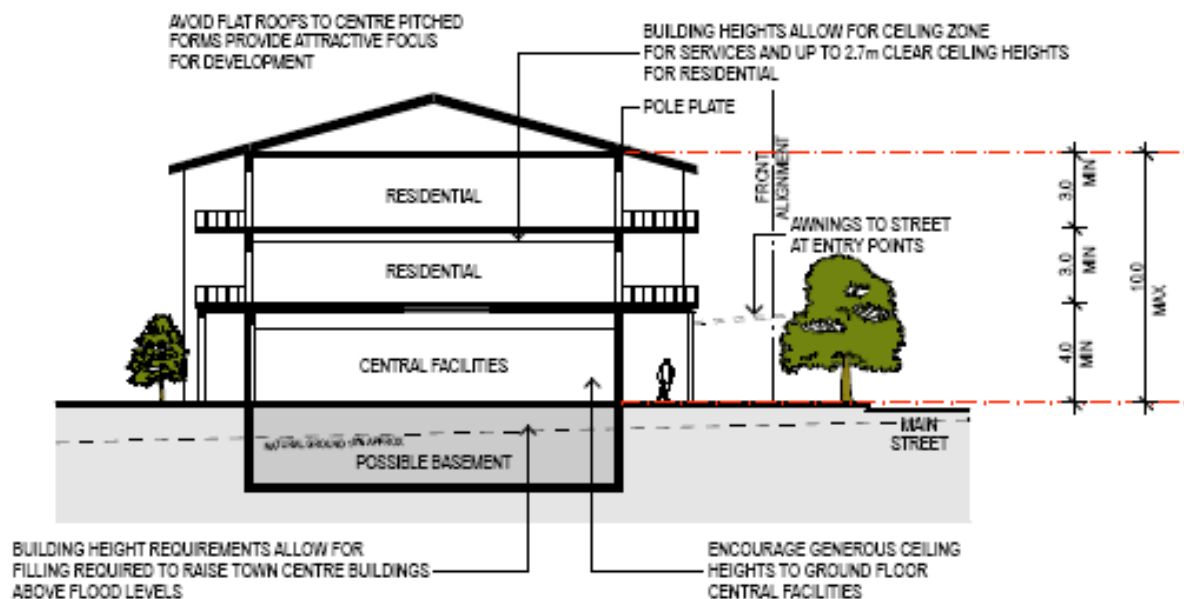 AVOID FLAT ROOFS TO CENTRE PITCHED
FORMS PROVIDE ATTRACTIVE FOCUS
FOR DEVELOPMENT
BUILDING HEIGHTS ALLOW FOR CEILING ZONE
FOR SERVICES AND UP TO 2.7m CLEAR CEILING HEIGHTS
FOR RESIDENTIAL
POLE PLATE
FRONT
ALIGNMENT
RESIDENTIAL
3.0
MIN
AWNINGS TO STREET
AT ENTRY POINTS
RESIDENTIAL
3.0
MIN
10.0
MAX
CENTRAL FACILITIES
4.0
MIN
MAIN
STREET
NATURAL GROUND
APPROX
POSSIBLE BASEMENT
BUILDING HEIGHT REQUIREMENTS ALLOW FOR
FILLING REQUIRED TO RAISE TOWN CENTRE BUILDINGS
ABOVE FLOOD LEVELS
ENCOURAGE GENEROUS CEILING
HEIGHTS TO GROUND FLOOR
CENTRAL FACILITIES